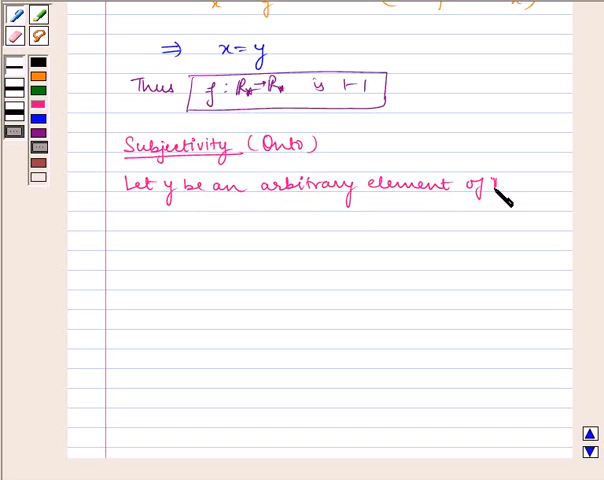 ⇒ x = y
Thus f : R* → R* is 1-1
Subjectivity (Onto)
Let y be an arbitrary element of